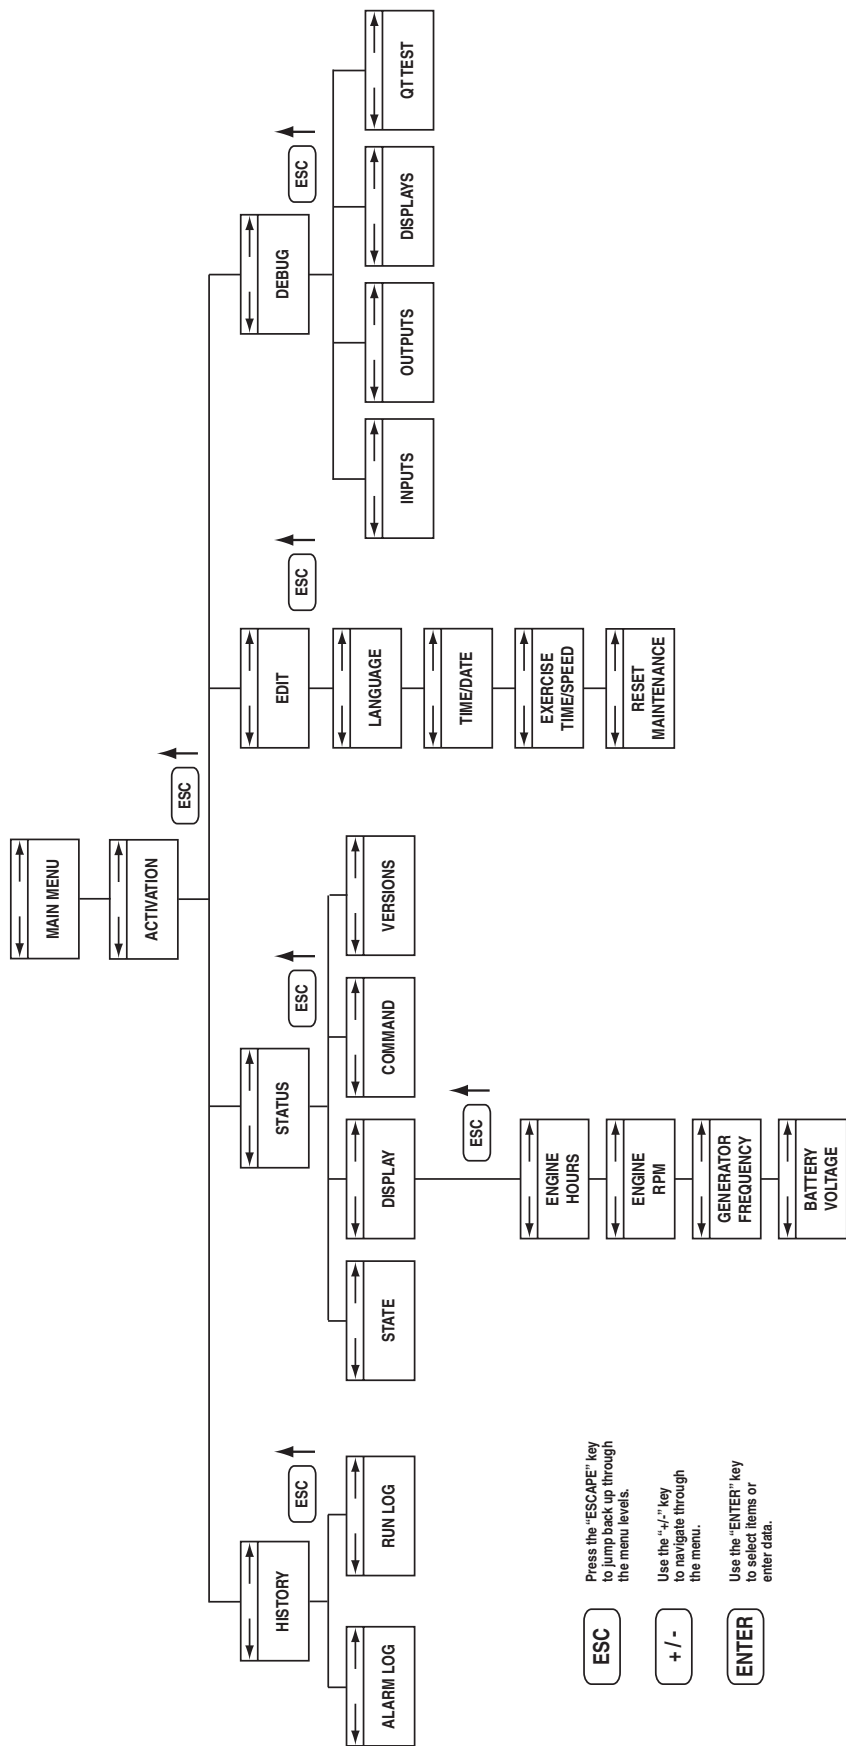 MAIN MENU
ACTIVATION
ESC
HISTORY
STATUS
EDIT
DEBUG
ESC
ESC
ESC
ESC
ALARM LOG
RUN LOG
STATE
DISPLAY
COMMAND
VERSIONS
LANGUAGE
TIME/DATE
EXERCISE
TIME/SPEED
RESET
MAINTENANCE
INPUTS
OUTPUTS
DISPLAYS
QT TEST
ESC
ENGINE
HOURS
ENGINE
RPM
GENERATOR
FREQUENCY
BATTERY
VOLTAGE
ESC
Press the “ESCAPE” key
to jump back up through
the menu levels.
+ / -
Use the “+/-” key
to navigate through
the menu.
ENTER
Use the “ENTER” key
to select items or
enter data.